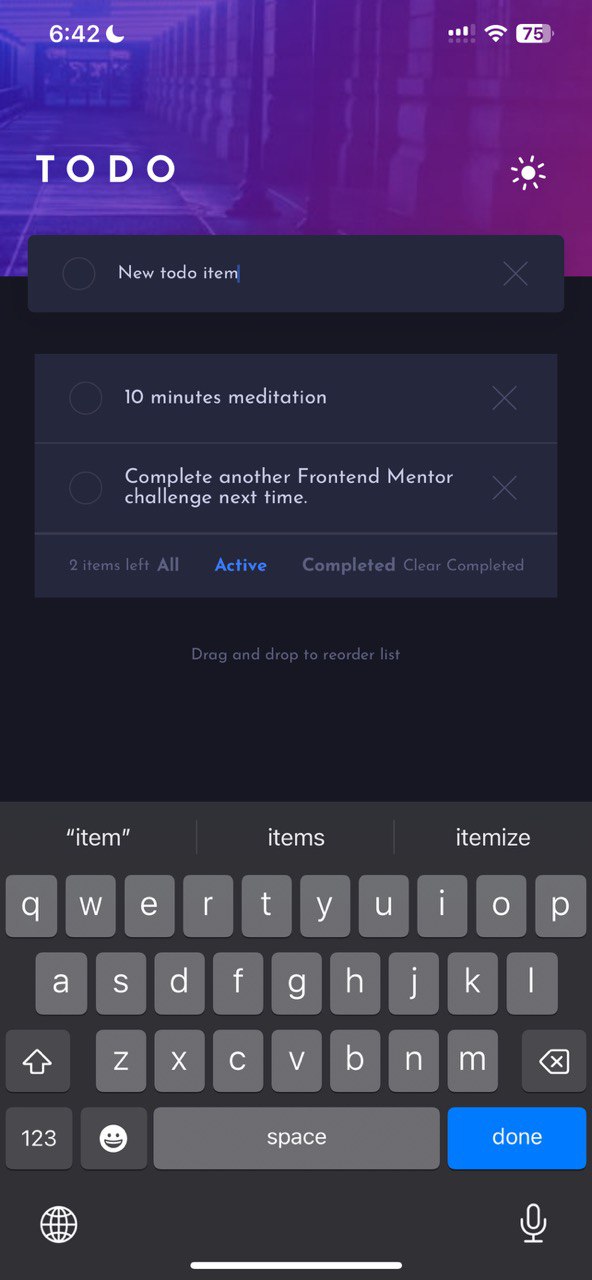 6:42
75
TODO
New todo item
10 minutes meditation
Complete another Frontend Mentor
challenge next time.
2 items left All Active Completed Clear Completed
Drag and drop to reorder list
“item” items itemize
q w e r t y u i o p
a s d f g h j k l
z x c v b n m
123 space done